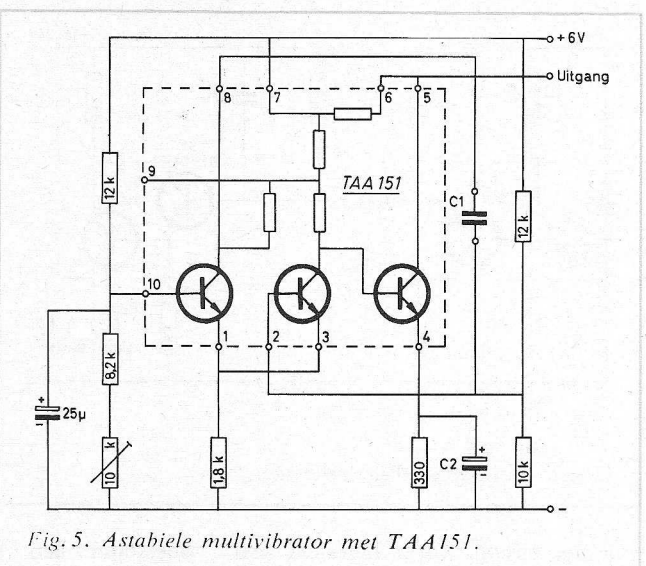 + 6V
Uitgang
8
7
6
5
9
TAA 151
12 k
C1
12 k
10
1
2
3
4
8,2 k
+
25µ
-
10 k
1,8 k
330
C2
+
-
10 k
-
Fig. 5. Astabiele multivibrator met TAA151.